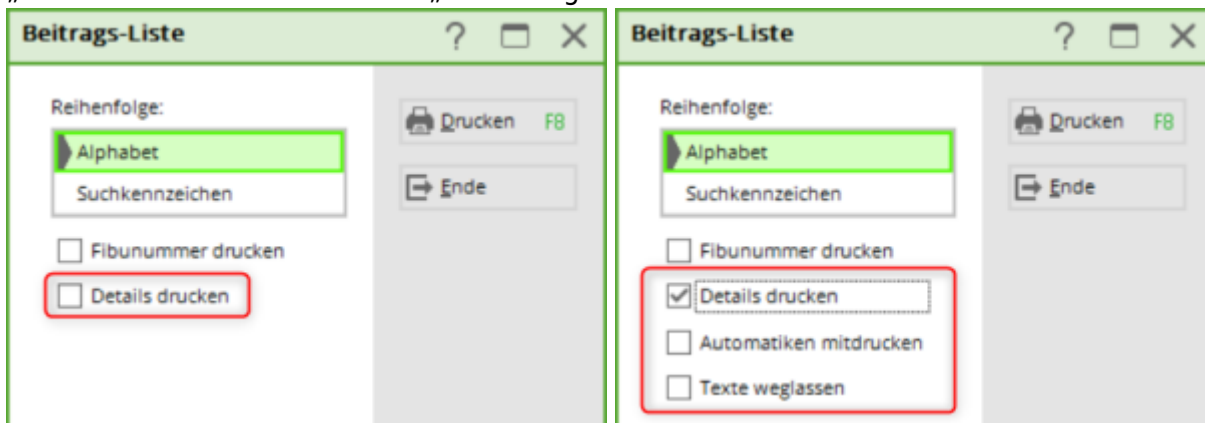 Beitrags-Liste
Reihenfolge:
Alphabet
Suchkennzeichen
Fibunummer drucken
Details drucken
Drucken F8
Ende
Beitrags-Liste
Reihenfolge:
Alphabet
Suchkennzeichen
Fibunummer drucken
Details drucken
Automatiken mitdrucken
Texte weglassen
Drucken F8
Ende